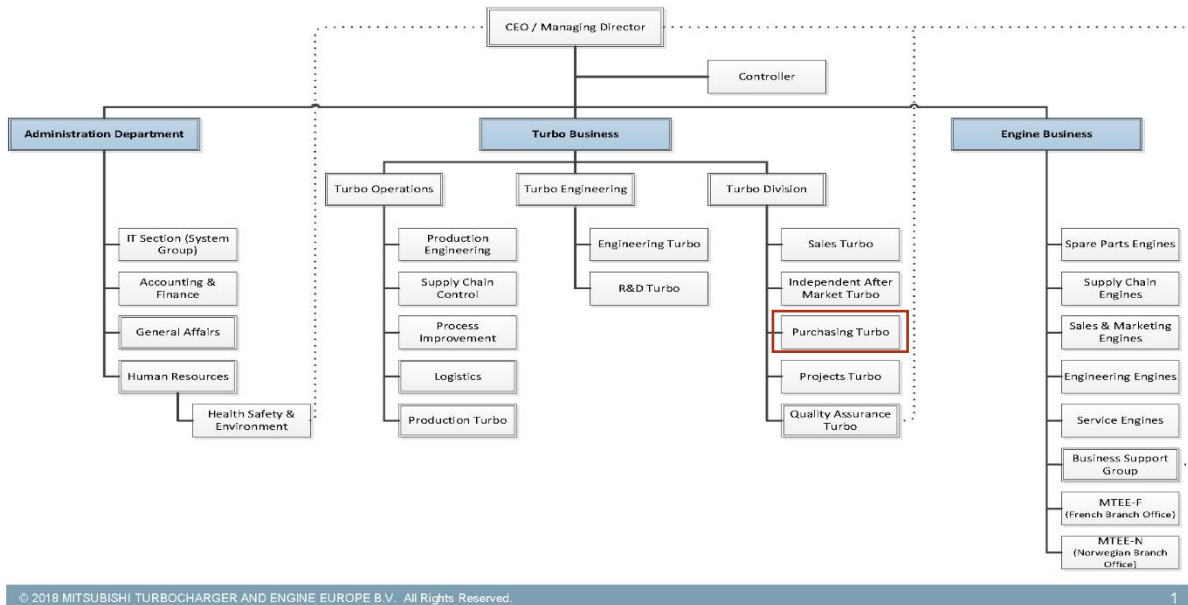 CEO / Managing Director
Controller
Administration Department
Turbo Business
Engine Business
Turbo Operations
Turbo Engineering
Turbo Division
IT Section (System
Group)
Accounting &
Finance
General Affairs
Human Resources
Health Safety &
Environment
Production
Engineering
Supply Chain
Control
Process
Improvement
Logistics
Production Turbo
Engineering Turbo
R&D Turbo
Sales Turbo
Independent After
Market Turbo
Purchasing Turbo
Projects Turbo
Quality Assurance
Turbo
Spare Parts Engines
Supply Chain
Engines
Sales & Marketing
Engines
Engineering Engines
Service Engines
Business Support
Group
MTEE-F
(French Branch Office)
MTEE-N
(Norwegian Branch
Office)
© 2018 MITSUBISHI TURBOCHARGER AND ENGINE EUROPE B.V. All Rights Reserved.
1